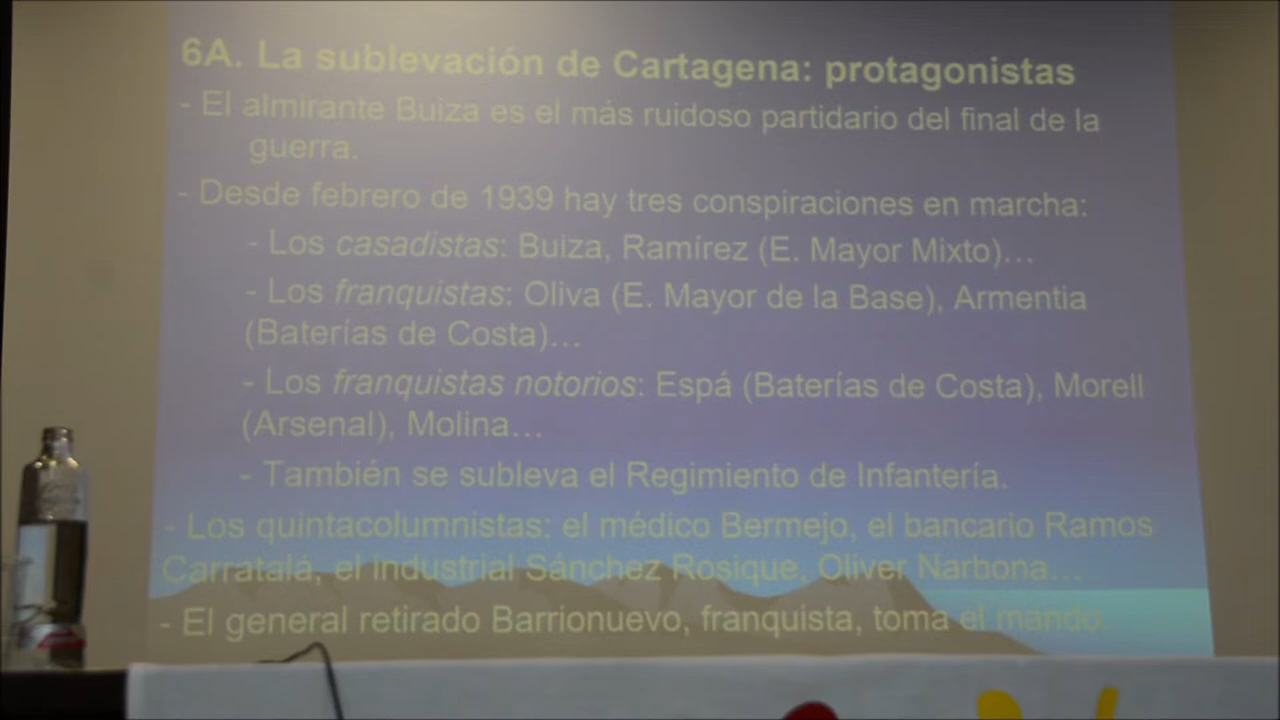 6A. La sublevación de Cartagena: protagonistas
- El almirante Buiza es el más ruidoso partidario del final de la
guerra.
- Desde febrero de 1939 hay tres conspiraciones en marcha:
- Los casadistas: Buiza, Ramírez (E. Mayor Mixto)...
- Los franquistas: Oliva (E. Mayor de la Base), Armentia
(Baterías de Costa)...
- Los franquistas notorios: Espá (Baterías de Costa), Morell
(Arsenal), Molina...
- También se subleva el Regimiento de Infantería.
- Los quintacolumnistas: el médico Bermejo, el bancario Ramos
Carratalá, el industrial Sánchez Rosique, Oliver Narbona...
- El general retirado Barrionuevo, franquista, toma el mando.